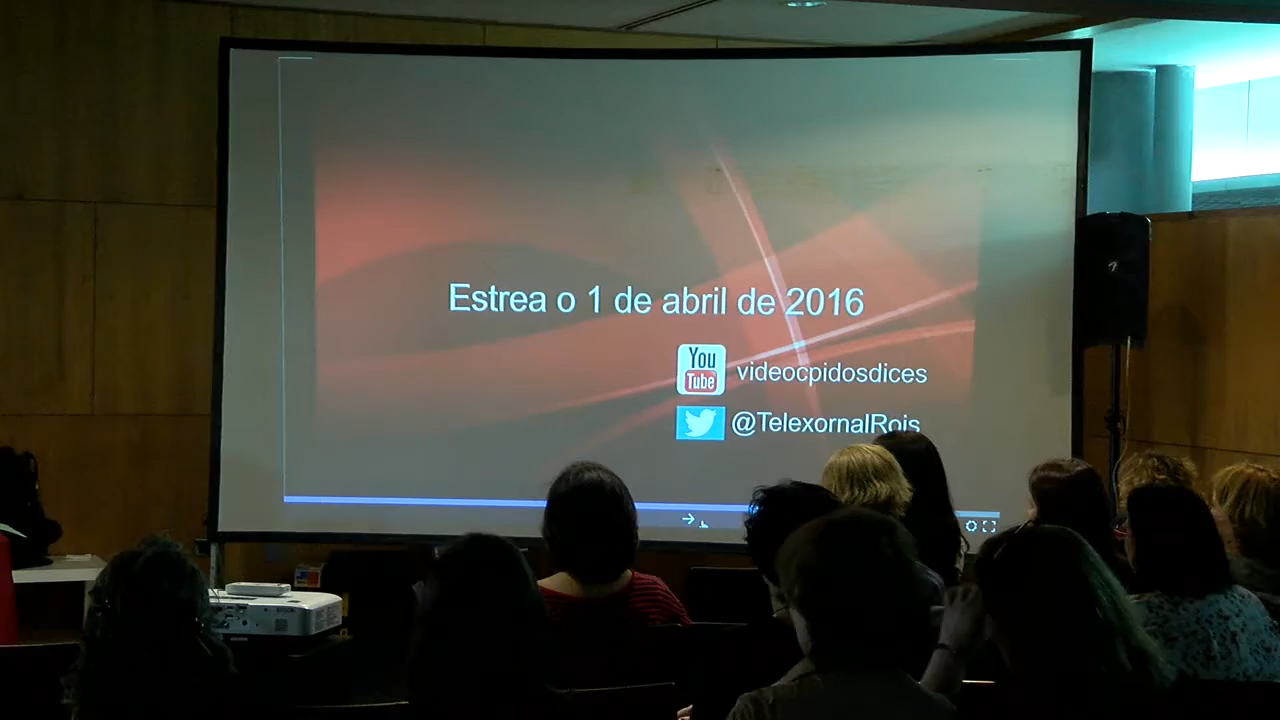 Estrea o 1 de abril de 2016
You
Tube
videocpidosdices
@TelexornalRois